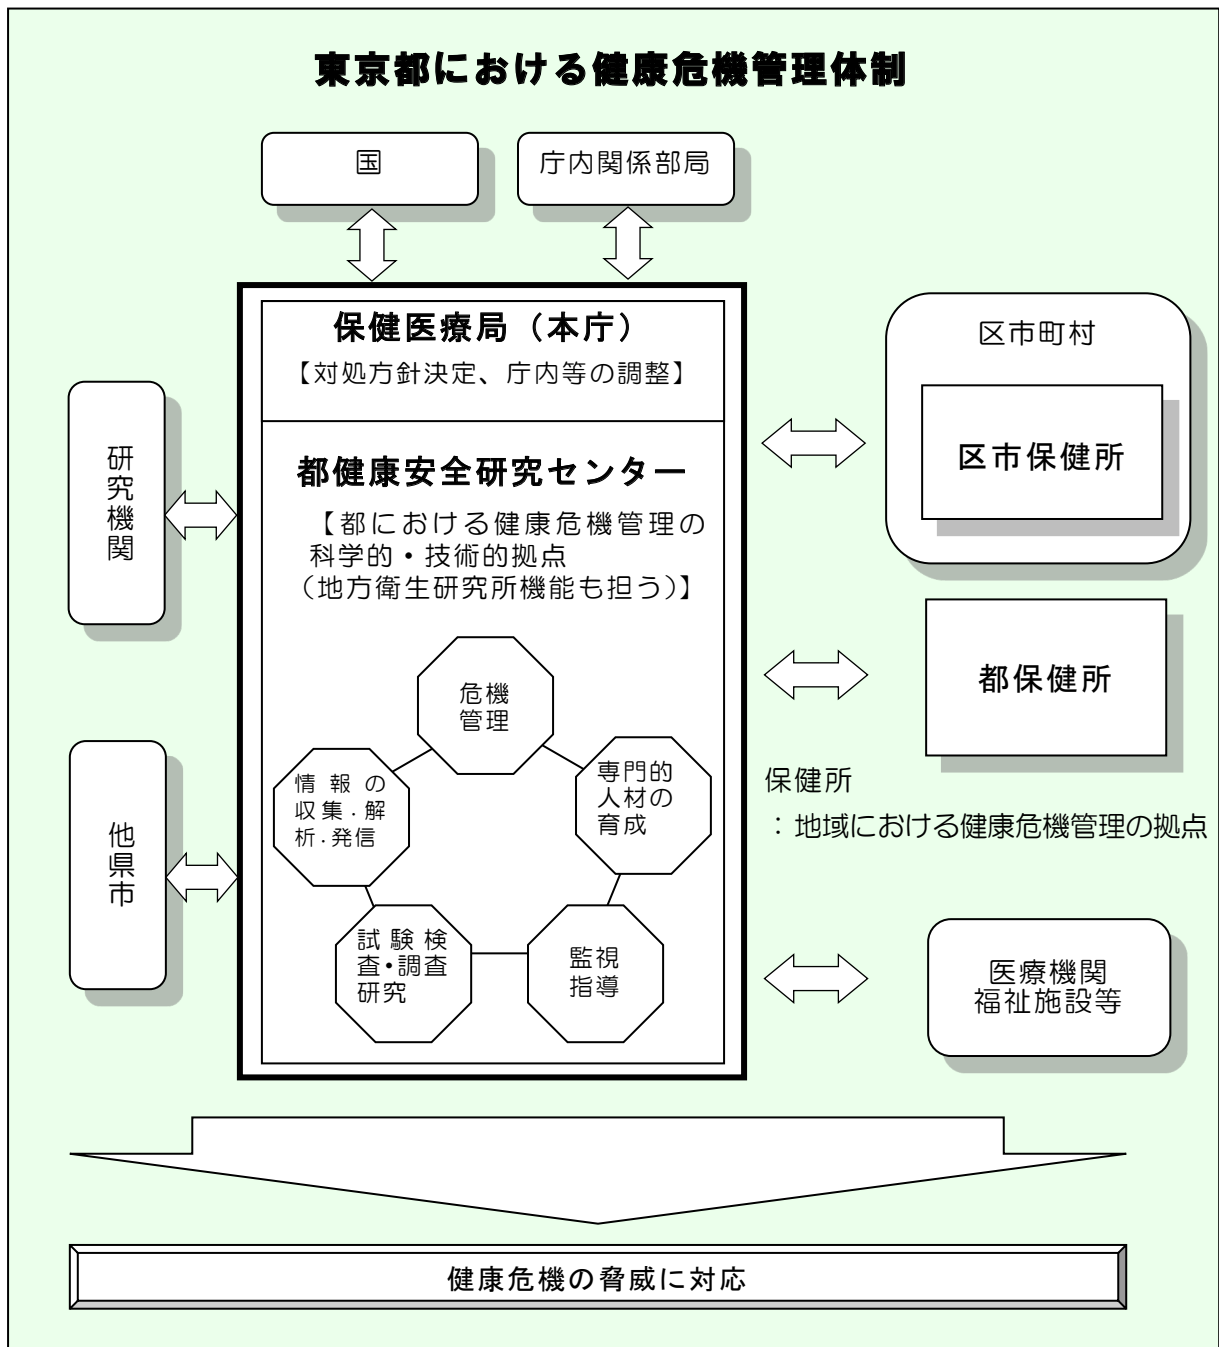 東京都における健康危機管理体制
国
庁内関係部局
保健医療局（本庁）
【対処方針決定、庁内等の調整】
都健康安全研究センター
【都における健康危機管理の
科学的・技術的拠点
（地方衛生研究所機能も担う）】
危機
管理
情報の
収集．解
析．発信
専門的
人材の
育成
試験検
査・調査
研究
監視
指導
研究機関
他県市
区市町村
区市保健所
都保健所
保健所
：地域における健康危機管理の拠点
医療機関
福祉施設等
健康危機の脅威に対応